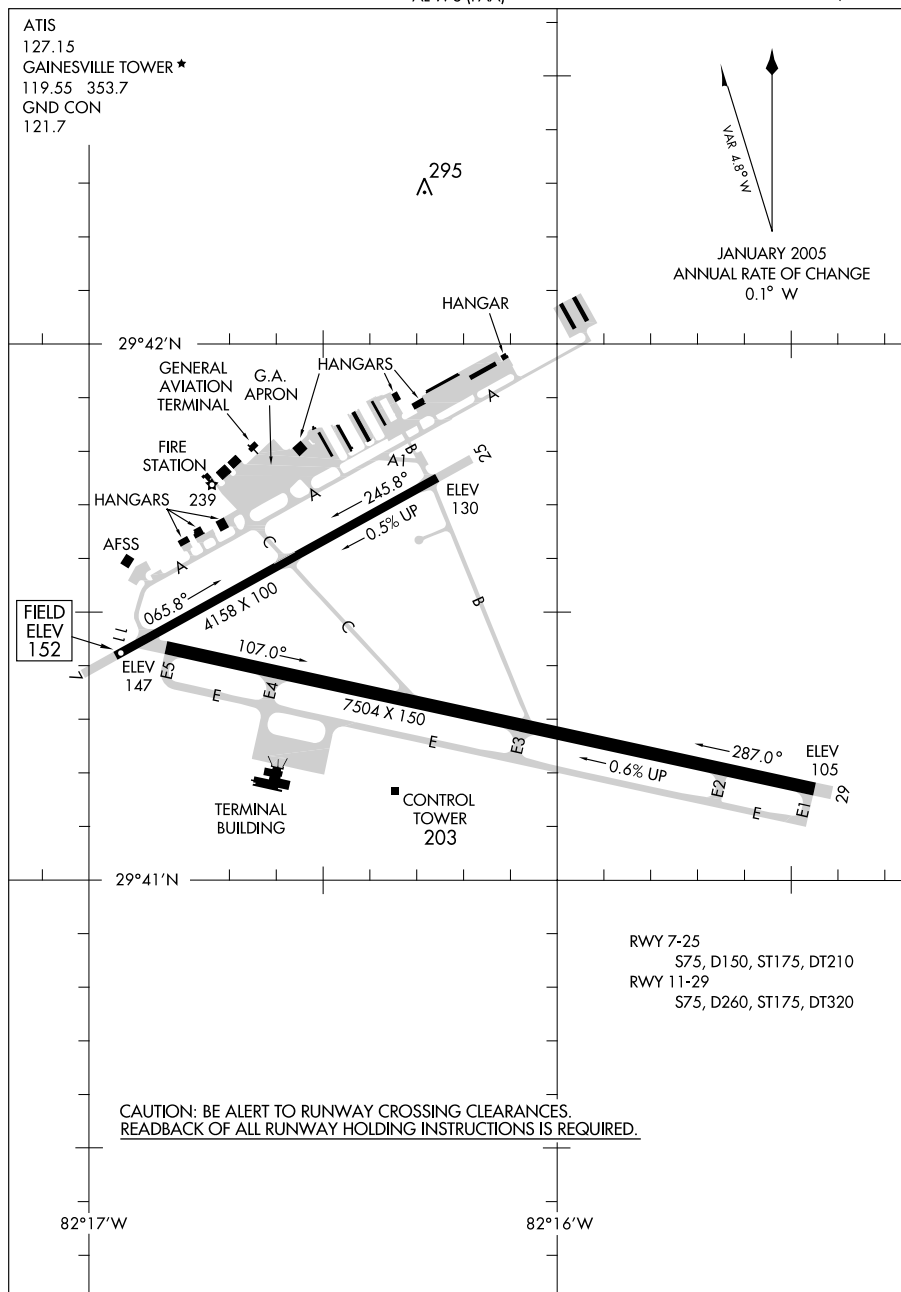 AL-176 (FAA)
ATIS
127.15
GAINESVILLE TOWER ★
119.55 353.7
GND CON
121.7
295
VAR 4.8° W
JANUARY 2005
ANNUAL RATE OF CHANGE
0.1° W
HANGAR
29°42'N
GENERAL
AVIATION
TERMINAL
G.A.
APRON
HANGARS
A
FIRE
STATION
B
25
A1
239
A
245.8°
ELEV
130
HANGARS
0.5% UP
C
AFSS
A
065.8°
4158 X 100
B
FIELD
ELEV
152
11
C
107.0°
ELEV
147
7
E5
E4
E
7504 X 150
E
E3
287.0°
ELEV
105
0.6% UP
E2
29
E1
E
TERMINAL
BUILDING
CONTROL
TOWER
203
29°41'N
RWY 7-25
S75, D150, ST175, DT210
RWY 11-29
S75, D260, ST175, DT320
CAUTION: BE ALERT TO RUNWAY CROSSING CLEARANCES.
READBACK OF ALL RUNWAY HOLDING INSTRUCTIONS IS REQUIRED.
82°17'W
82°16'W